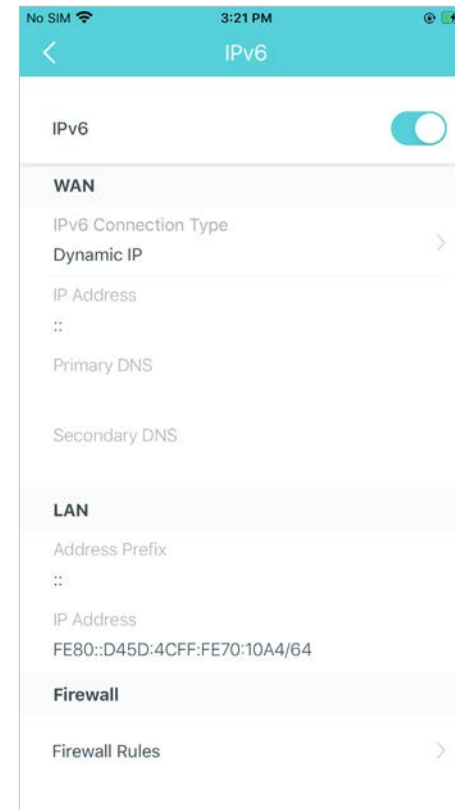 No SIM 3:21 PM
IPv6
IPv6
WAN
IPv6 Connection Type
Dynamic IP
IP Address
::
Primary DNS
Secondary DNS
LAN
Address Prefix
::
IP Address
FE80::D45D:4CFF:FE70:10A4/64
Firewall
Firewall Rules